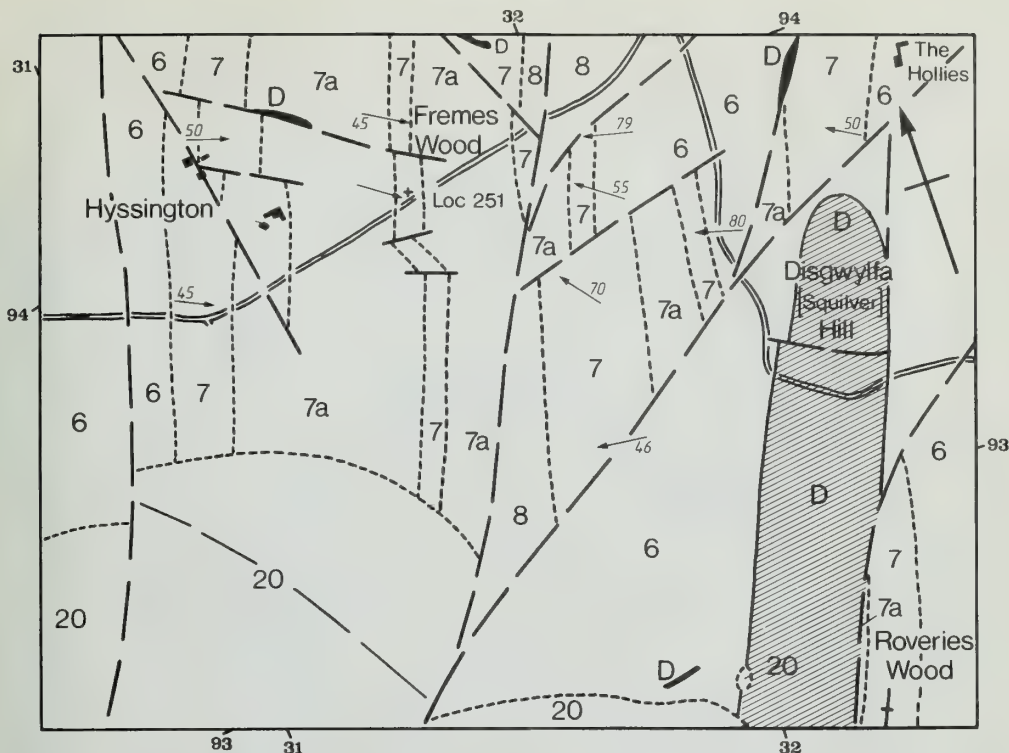 32
94
31
6
7
D
7a
7
7a
D
7
8
8
D
7
The
Hollies
6
6
6
45
Fremes
Wood
79
50
50
7
6
Hyssington
Loc 251
55
7
7a
80
7a
D
Disgwylfa
[Squilver]
Hill
45
70
7a
7
94
7
6
6
7
7a
7
7a
46
6
93
D
8
6
20
7
20
7a
Roveries
Wood
D
20
20
93
31
32